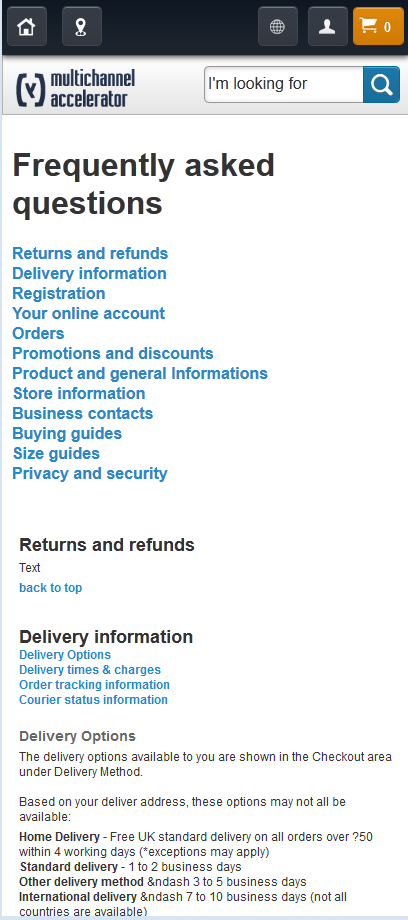 0
multichannel
accelerator
I'm looking for
Frequently asked
questions
Returns and refunds
Delivery information
Registration
Your online account
Orders
Promotions and discounts
Product and general Informations
Store information
Business contacts
Buying guides
Size guides
Privacy and security
Returns and refunds
Text
back to top
Delivery information
Delivery Options
Delivery times & charges
Order tracking information
Courier status information
Delivery Options
The delivery options available to you are shown in the Checkout area
under Delivery Method.
Based on your deliver address, these options may not all be
available:
Home Delivery - Free UK standard delivery on all orders over ?50
within 4 working days (*exceptions may apply)
Standard delivery - 1 to 2 business days
Other delivery method &ndash 3 to 5 business days
International delivery &ndash 7 to 10 business days (not all
countries are available)